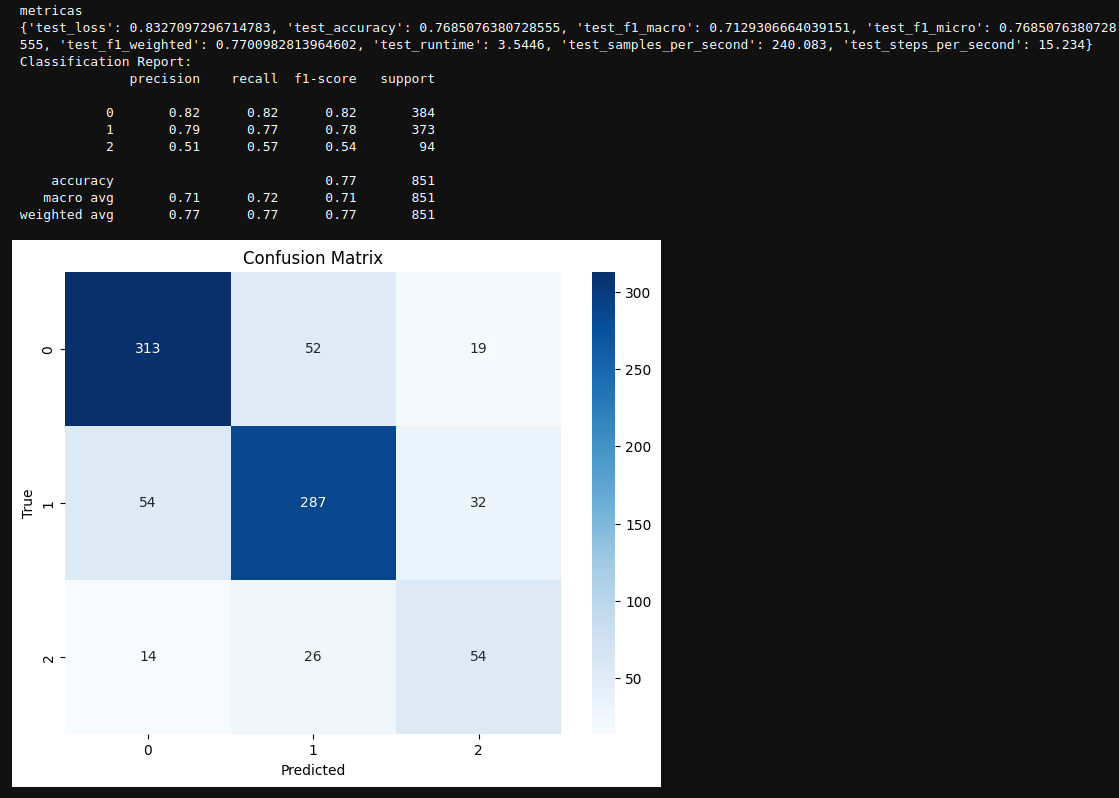 metricas
{'test_loss': 0.8327097296714783, 'test_accuracy': 0.7685076380728555, 'test_f1_macro': 0.7129306664039151, 'test_f1_micro': 0.7685076380728
555, 'test_f1_weighted': 0.7700982813964602, 'test_runtime': 3.5446, 'test_samples_per_second': 240.083, 'test_steps_per_second': 15.234}
Classification Report:
precision recall f1-score support
0 0.82 0.82 0.82 384
1 0.79 0.77 0.78 373
2 0.51 0.57 0.54 94
accuracy 0.77 851
macro avg 0.71 0.72 0.71 851
weighted avg 0.77 0.77 0.77 851
Confusion Matrix
0 313 52 19
1 54 287 32
2 14 26 54
True
0 1 2
Predicted
300
250
200
150
100
50